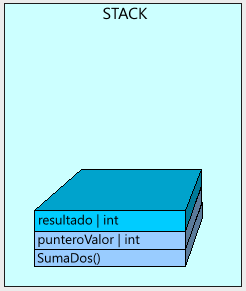 STACK
resultado | int
punteroValor | int
SumaDos()